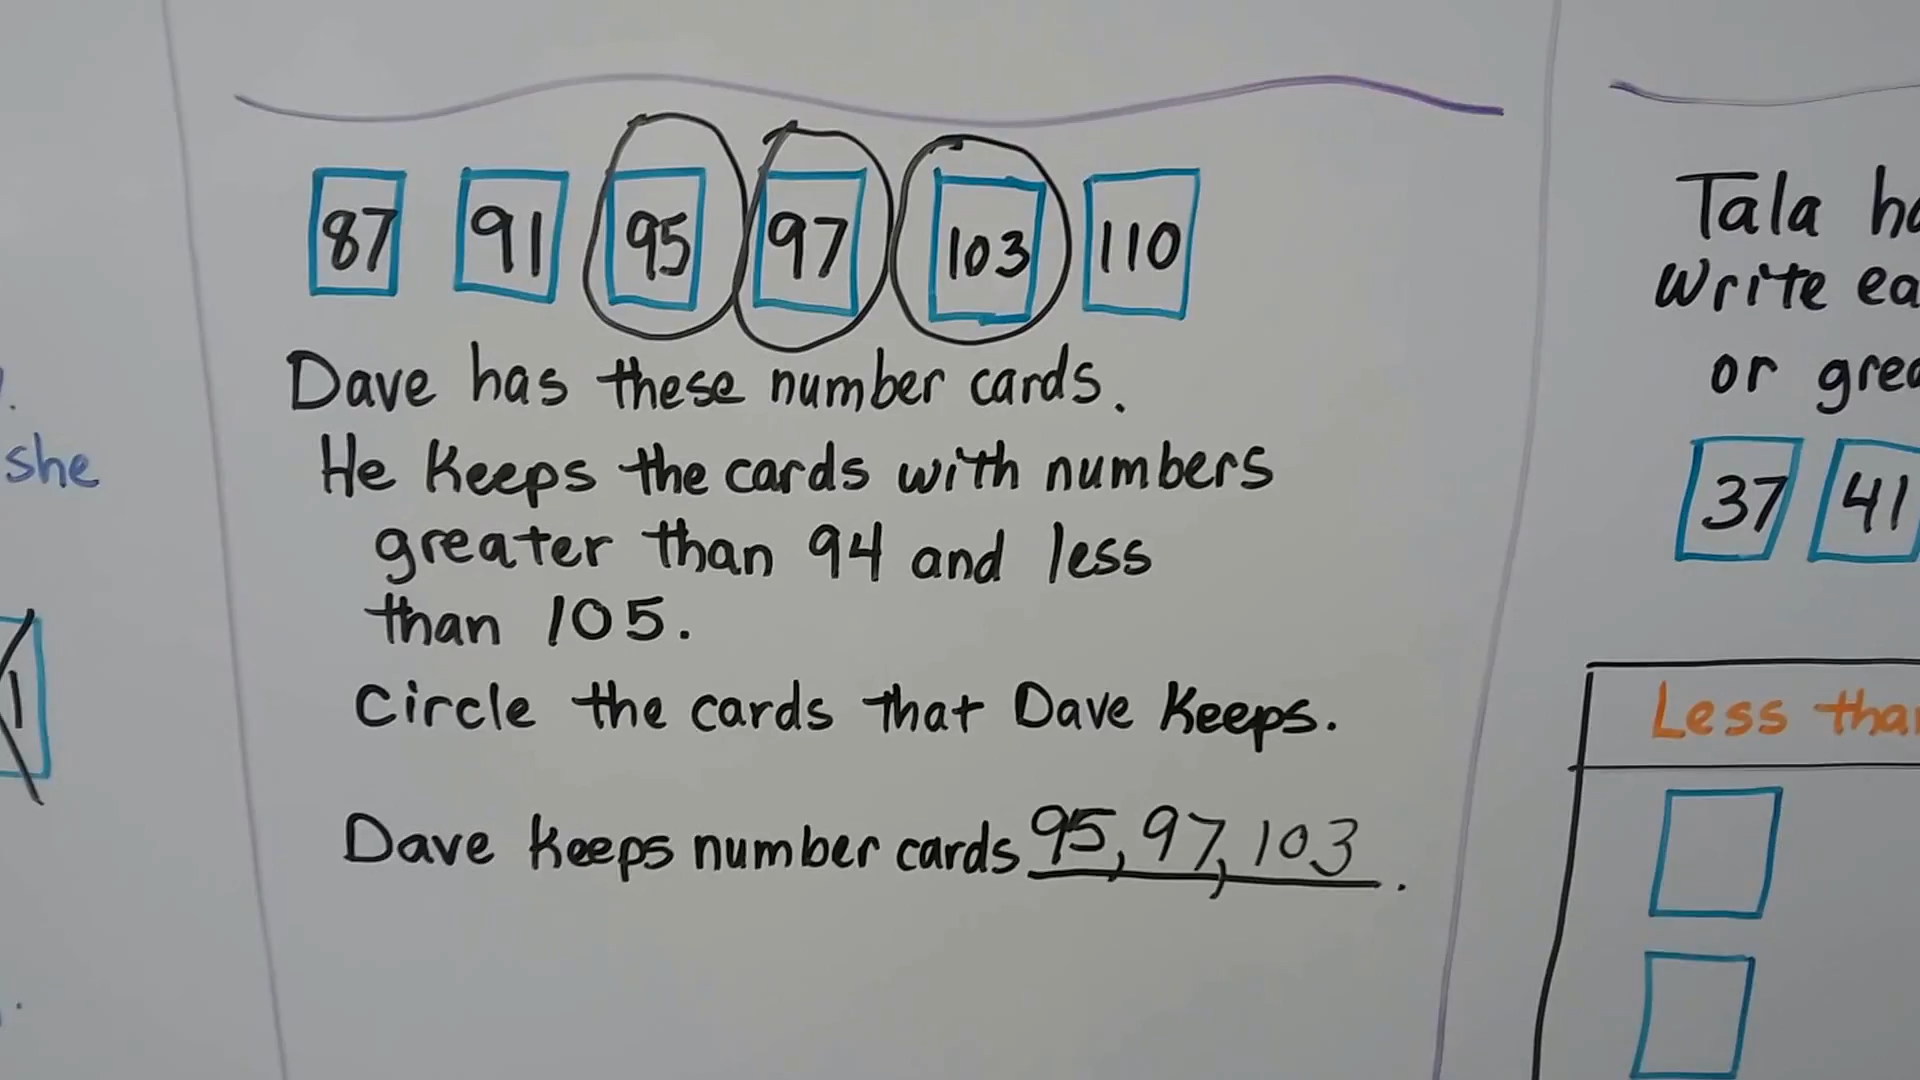 87 91 95 97 103 110
Dave has these number cards.
He keeps the cards with numbers
greater than 94 and less
than 105.
Circle the cards that Dave keeps.
Dave keeps number cards 95, 97, 103.
she
Tala
Write
or
37 41
Less